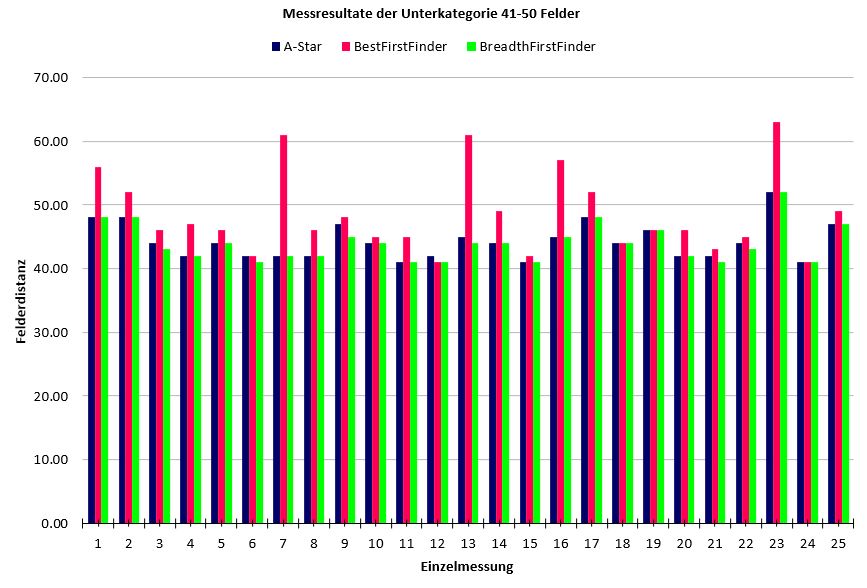 Messresultate der Unterkategorie 41-50 Felder
A-Star BestFirstFinder BreadthFirstFinder
70.00
60.00
50.00
40.00
30.00
20.00
10.00
0.00
Felderdistanz
1 2 3 4 5 6 7 8 9 10 11 12 13 14 15 16 17 18 19 20 21 22 23 24 25
Einzelmessung